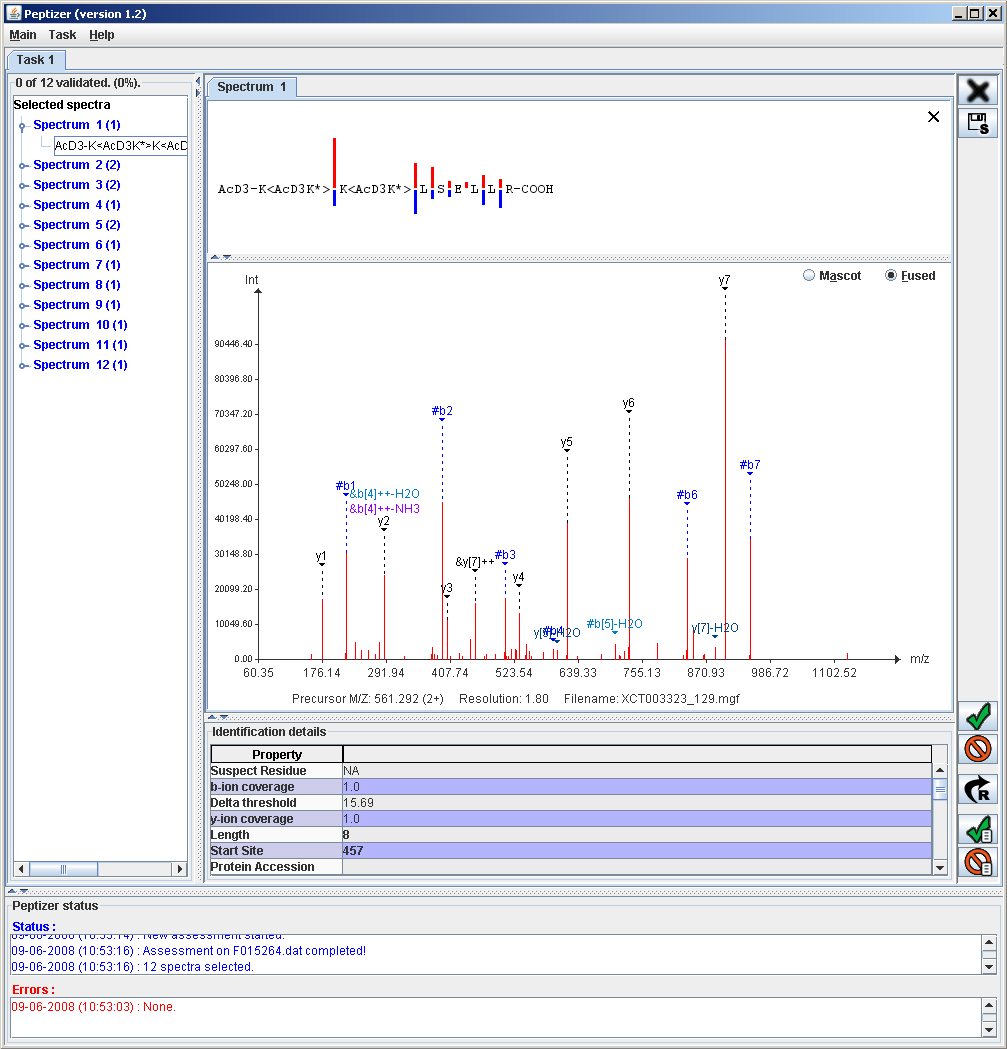 Peptizer (version 1.2)
Main Task Help
Task 1
0 of 12 validated. (0%).
Selected spectra
Spectrum 1 (1)
AcD3-K<AcD3K*>K<AcD
Spectrum 2 (2)
Spectrum 3 (2)
Spectrum 4 (1)
Spectrum 5 (2)
Spectrum 6 (1)
Spectrum 7 (1)
Spectrum 8 (1)
Spectrum 9 (1)
Spectrum 10 (1)
Spectrum 11 (1)
Spectrum 12 (1)
Spectrum 1
S
AcD3-K<AcD3K*>K<AcD3K*>LSELLR-COOH
Int
Mascot Fused
y7
90446.40
80396.80
70347.20
60297.60
50248.00
40198.40
30148.80
20099.20
10049.60
0.00
#b2
y6
y5
#b7
#b1
&b[4]++-H2O
#b6
&b[4]++-NH3
y2
y1
&y[7]++
#b3
y4
y3
#b4
#b[5]-H2O
y[7]-H2O
60.35 176.14 291.94 407.74 523.54 639.33 755.13 870.93 986.72 1102.52
m/z
Precursor M/Z: 561.292 (2+) Resolution: 1.80 Filename: XCT003323_129.mgf
Identification details
Property
Suspect Residue NA
b-ion coverage 1.0
Delta threshold 15.69
y-ion coverage 1.0
Length 8
Start Site 457
Protein Accession
R
Peptizer status
Status :
09-06-2008 (10:53:14) : New assessment started.
09-06-2008 (10:53:16) : Assessment on F015264.dat completed!
09-06-2008 (10:53:16) : 12 spectra selected.
Errors :
09-06-2008 (10:53:03) : None.